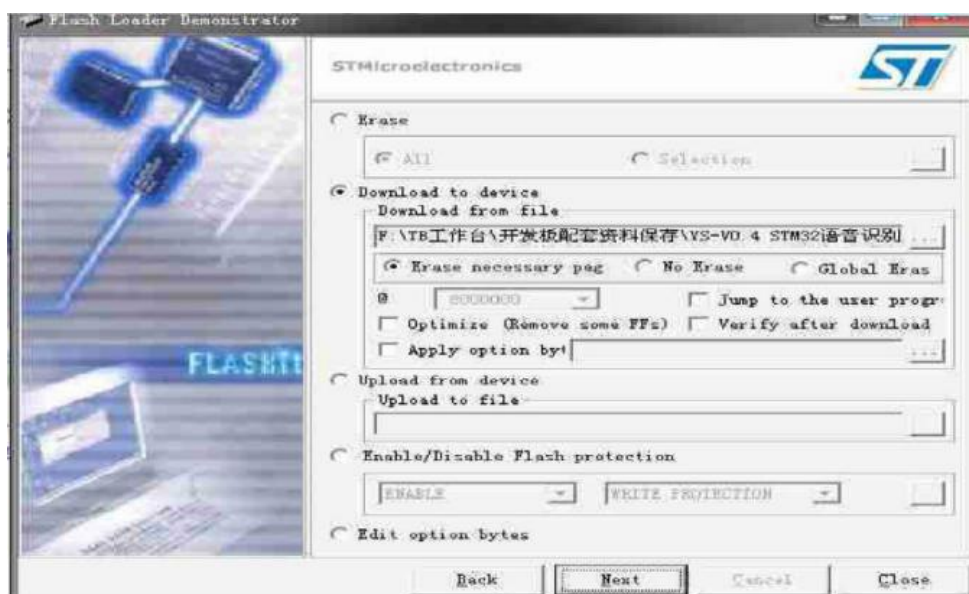 Flash Loader Demonstrator
STMicroelectronics
ST
Erase
All Selection ...
Download to device
Download from file
F:\TB工作台\开发板配套资料保存\YS-V0.4 STM32语音识别 ...
Erase necessary pag No Erase Global Eras
@ 8000000 Jump to the user progr
Optimize (Remove some FFs) Verify after download
Apply option by ...
FLASH
Upload from device
Upload to file
Enable/Disable Flash protection
ENABLE WRITE PROTECTION
Edit option bytes
Back Next Cancel Close